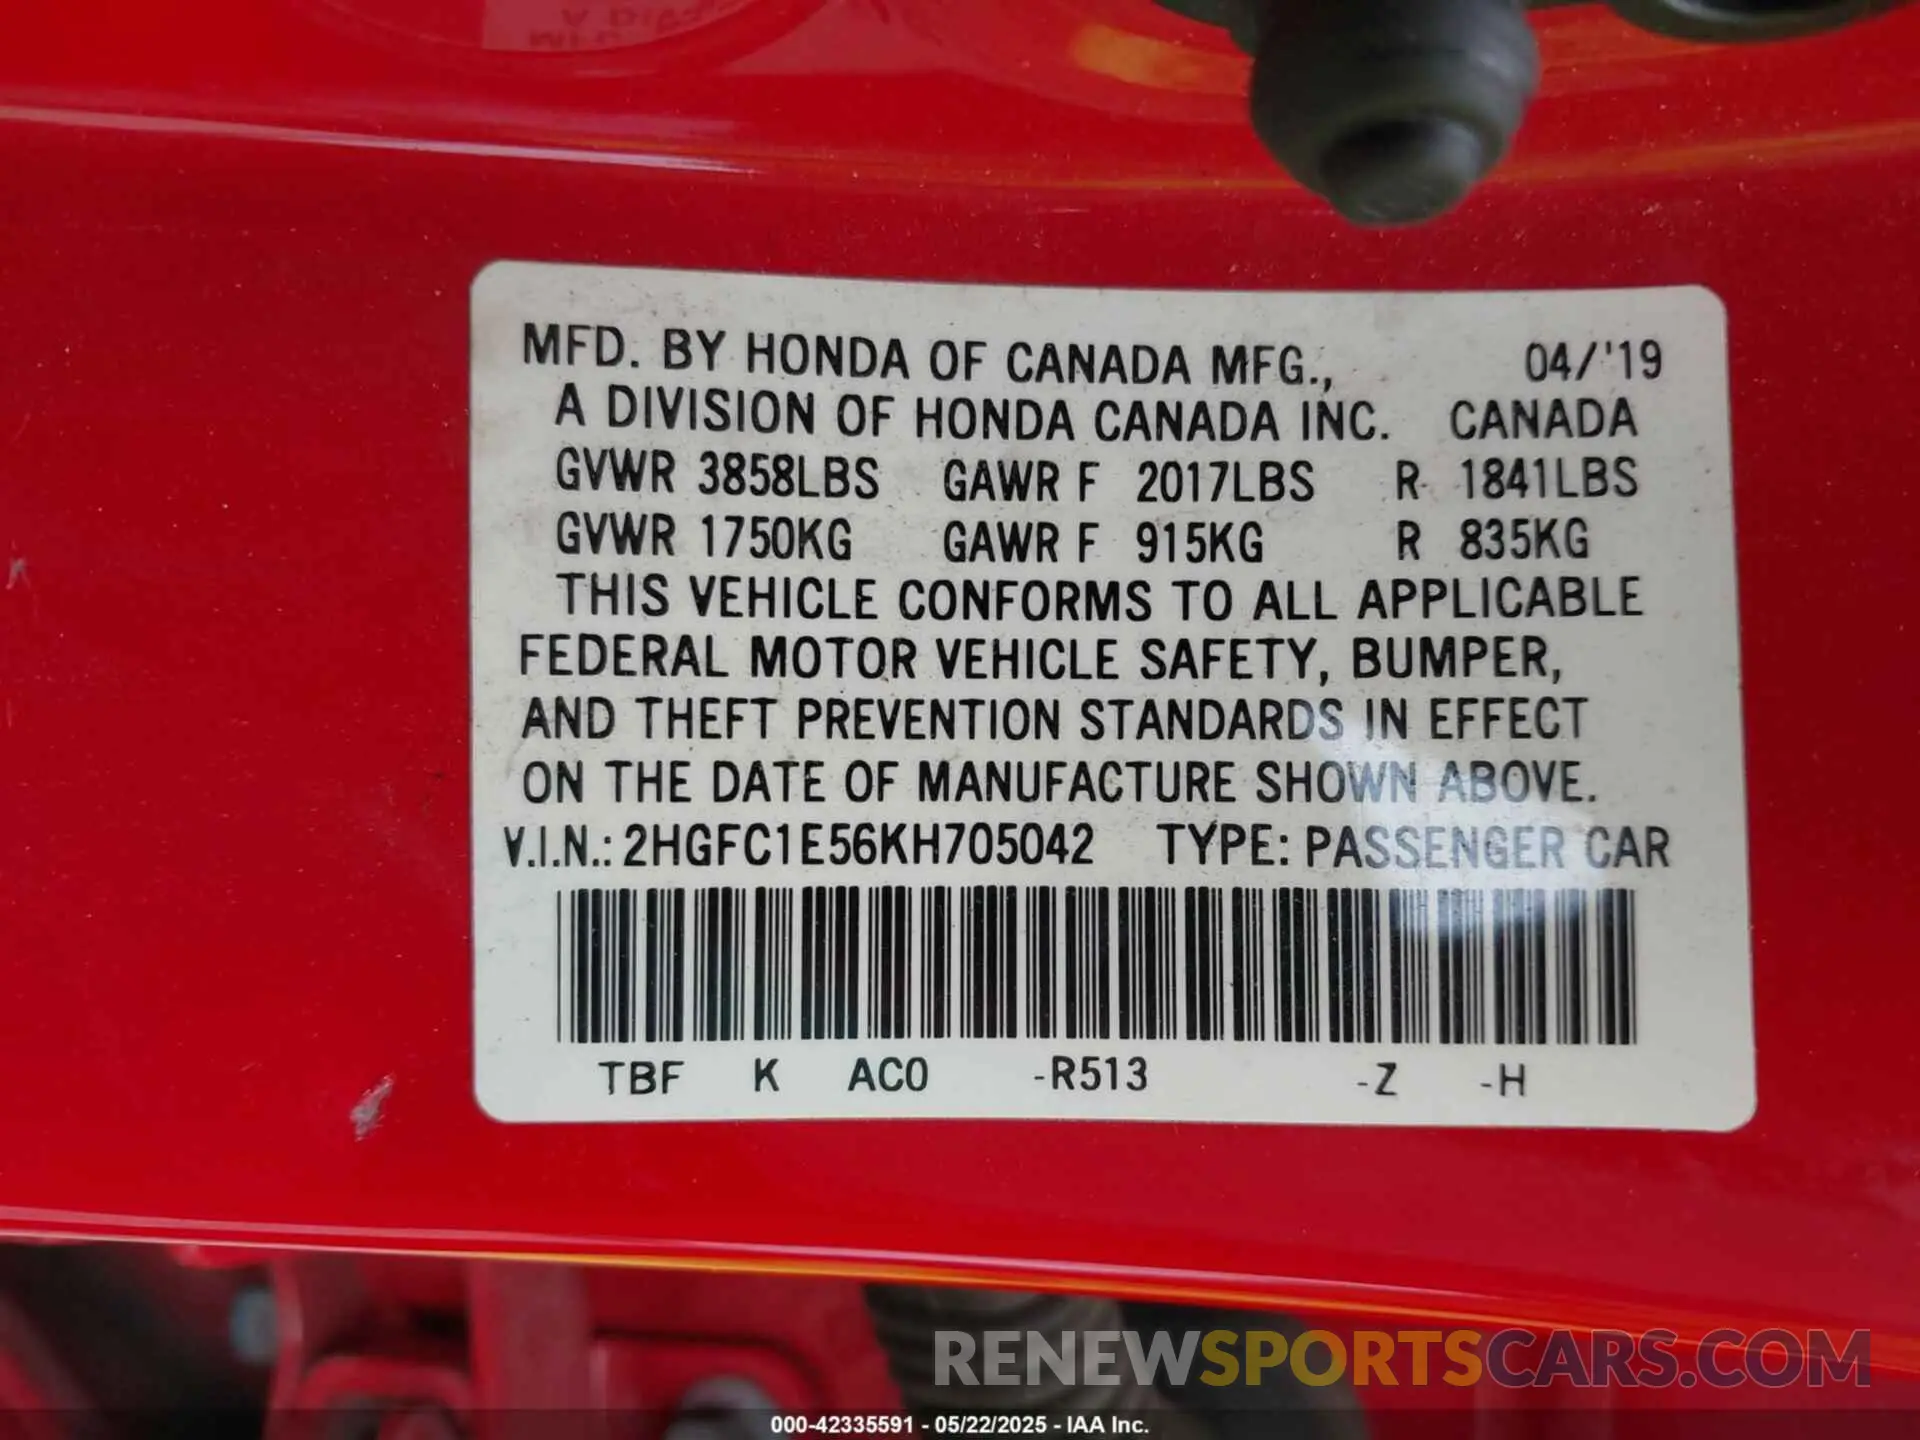 MFD. BY HONDA OF CANADA MFG., 04/'19
A DIVISION OF HONDA CANADA INC. CANADA
GVWR 3858LBS GAWR F 2017LBS R 1841LBS
GVWR 1750KG GAWR F 915KG R 835KG
THIS VEHICLE CONFORMS TO ALL APPLICABLE
FEDERAL MOTOR VEHICLE SAFETY, BUMPER,
AND THEFT PREVENTION STANDARDS IN EFFECT
ON THE DATE OF MANUFACTURE SHOWN ABOVE.
V.I.N.: 2HGFC1E56KH705042 TYPE: PASSENGER CAR
TBF K AC0 -R513 -Z -H
RENEWSPORTSCARS.COM
000-42335591 - 05/22/2025 - IAA Inc.